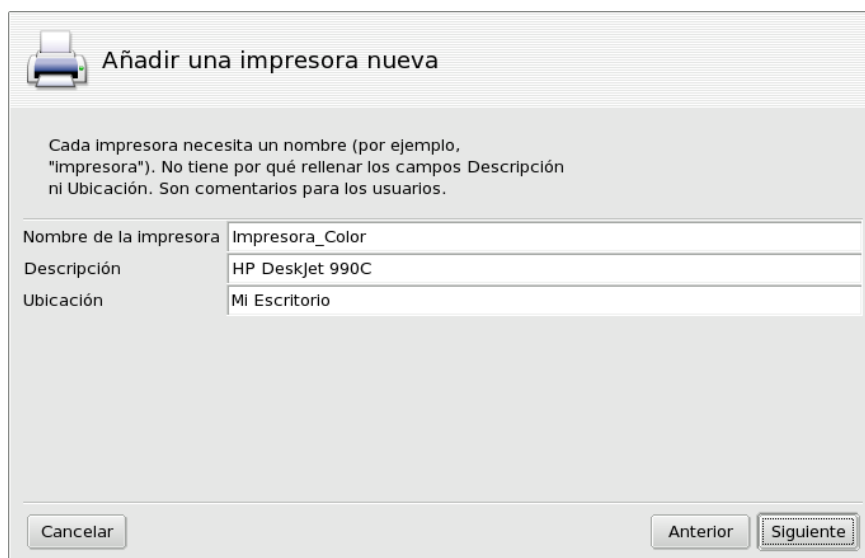 Añadir una impresora nueva
Cada impresora necesita un nombre (por ejemplo,
"impresora"). No tiene por qué rellenar los campos Descripción
ni Ubicación. Son comentarios para los usuarios.
Nombre de la impresora Impresora_Color
Descripción HP DeskJet 990C
Ubicación Mi Escritorio
Cancelar Anterior Siguiente